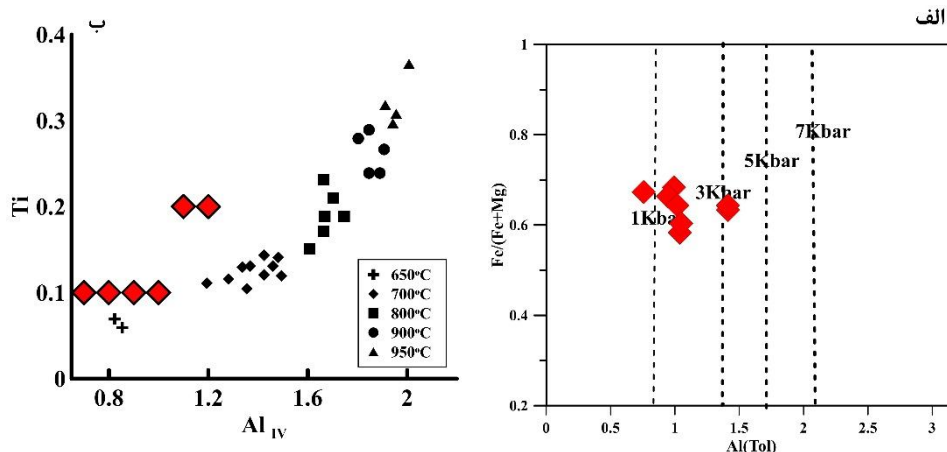 الف
1
0.8
0.6
0.4
0.2
Fe/(Fe+Mg)
1Kbar
3Kbar
5Kbar
7Kbar
0
0.5
1
1.5
2
2.5
3
Al(Tol)
ب
0.4
0.3
0.2
0.1
0
Ti
650°C
700°C
800°C
900°C
950°C
0.8
1.2
1.6
2
Al IV